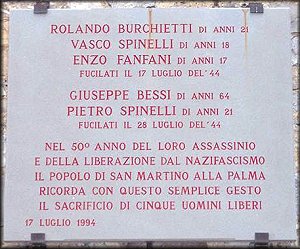 ROLANDO BURCHIETTI DI ANNI 21
VASCO SPINELLI DI ANNI 18
ENZO FANFANI DI ANNI 17
FUCILATI IL 17 LUGLIO DEL '44
GIUSEPPE BESSI DI ANNI 64
PIETRO SPINELLI DI ANNI 21
FUCILATI IL 28 LUGLIO DEL '44
NEL 50° ANNO DEL LORO ASSASSINIO
E DELLA LIBERAZIONE DAL NAZIFASCISMO
IL POPOLO DI SAN MARTINO ALLA PALMA
RICORDA CON QUESTO SEMPLICE GESTO
IL SACRIFICIO DI CINQUE UOMINI LIBERI
17 LUGLIO 1994